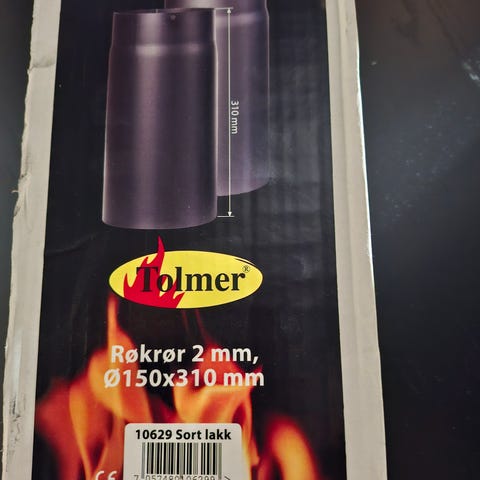 310 mm
Tolmer®
Røkrør 2 mm,
Ø150x310 mm
10629 Sort lakk
CE